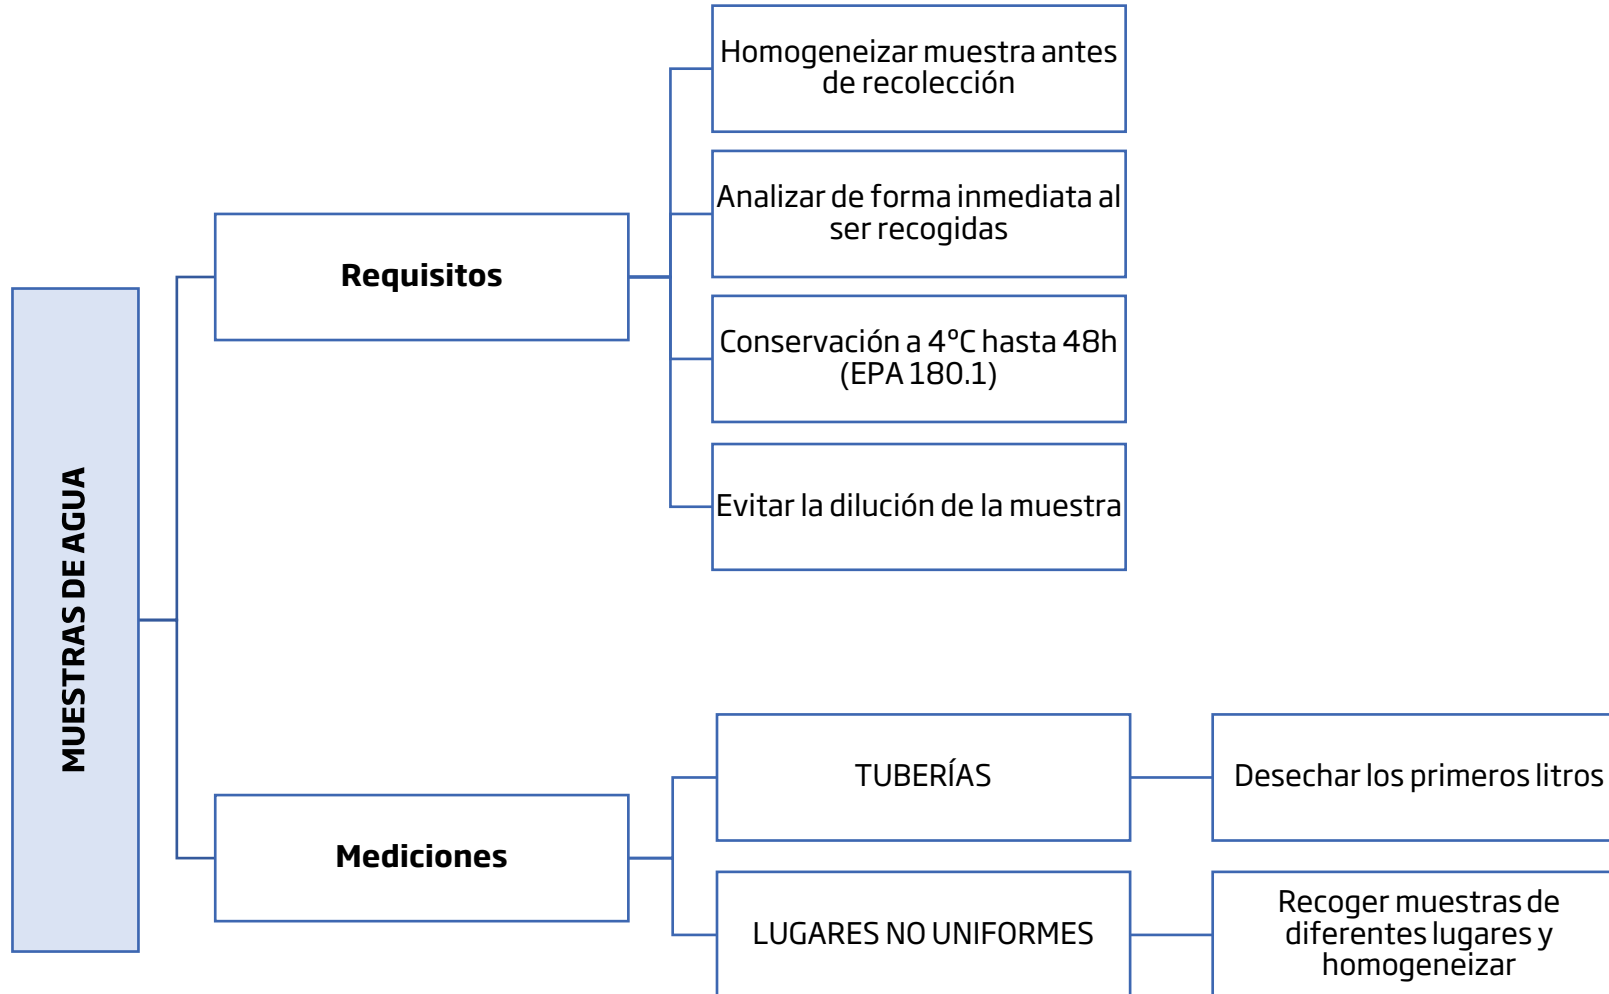 MUESTRAS DE AGUA
Requisitos
Homogeneizar muestra antes
de recolección
Analizar de forma inmediata al
ser recogidas
Conservación a 4ºC hasta 48h
(EPA 180.1)
Evitar la dilución de la muestra
Mediciones
TUBERÍAS
Desechar los primeros litros
LUGARES NO UNIFORMES
Recoger muestras de
diferentes lugares y
homogeneizar